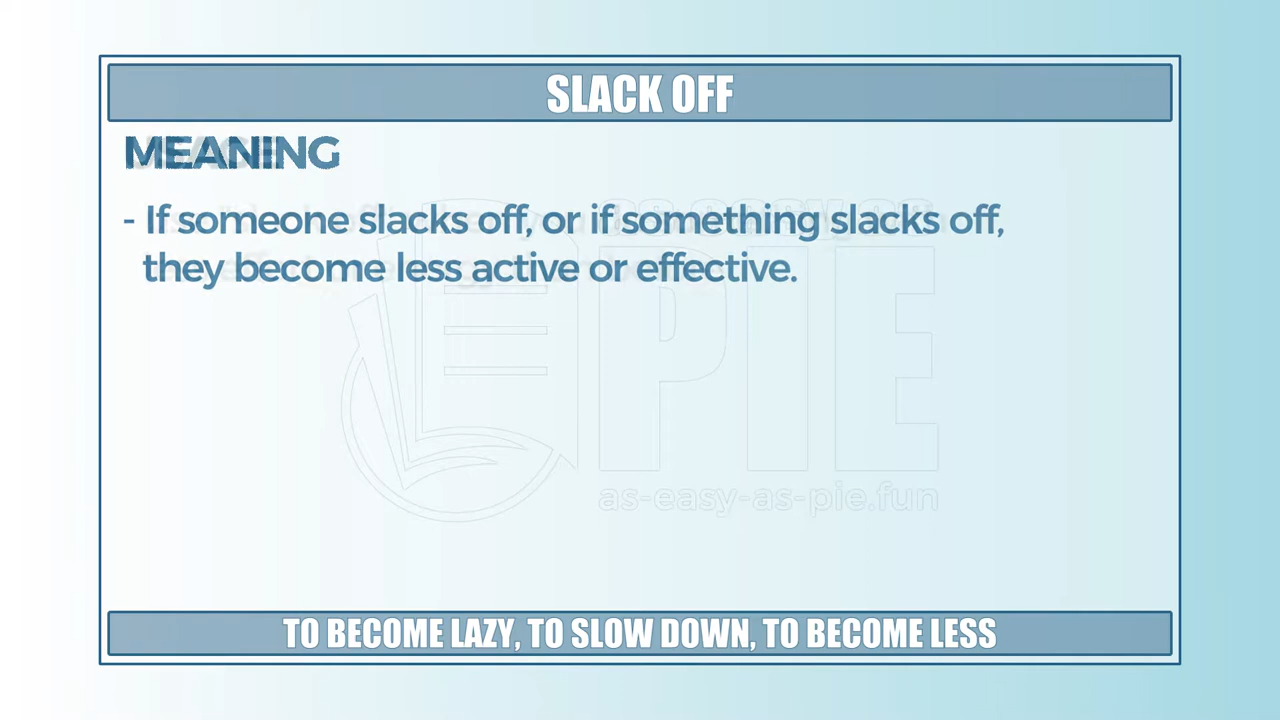 SLACK OFF
MEANING
- If someone slacks off, or if something slacks off,
they become less active or effective.
PIE
as-easy-as-pie.fun
TO BECOME LAZY, TO SLOW DOWN, TO BECOME LESS